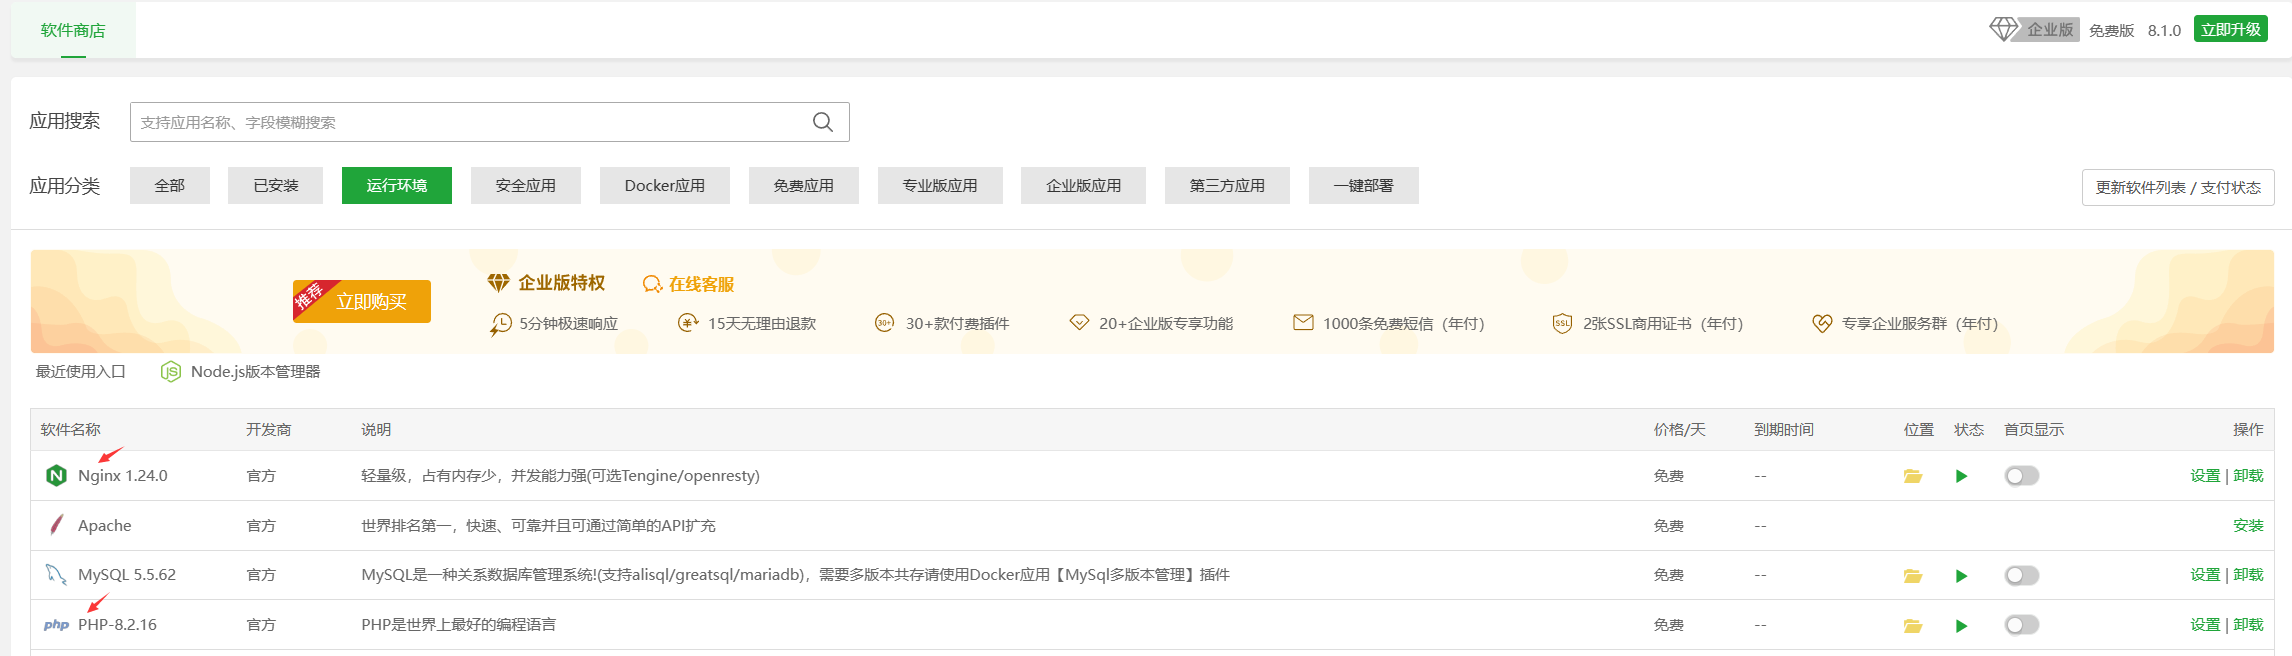 软件商店
企业版 免费版 8.1.0 立即升级
应用搜索 支持应用名称、字段模糊搜索
应用分类 全部 已安装 运行环境 安全应用 Docker应用 免费应用 专业版应用 企业版应用 第三方应用 一键部署 更新软件列表 / 支付状态
推荐 立即购买 企业版特权 在线客服
5分钟极速响应 15天无理由退款 30+ 30+款付费插件 20+企业版专享功能 1000条免费短信（年付） SSL 2张SSL商用证书（年付） 专享企业服务群（年付）
最近使用入口 JS Node.js版本管理器
软件名称 开发商 说明 价格/天 到期时间 位置 状态 首页显示 操作
N Nginx 1.24.0 官方 轻量级，占有内存少，并发能力强(可选Tengine/openresty) 免费 -- 设置 | 卸载
Apache 官方 世界排名第一，快速、可靠并且可通过简单的API扩充 免费 -- 安装
MySQL 5.5.62 官方 MySQL是一种关系数据库管理系统!(支持alisql/greatsql/mariadb)，需要多版本共存请使用Docker应用【MySql多版本管理】插件 免费 -- 设置 | 卸载
php PHP-8.2.16 官方 PHP是世界上最好的编程语言 免费 -- 设置 | 卸载